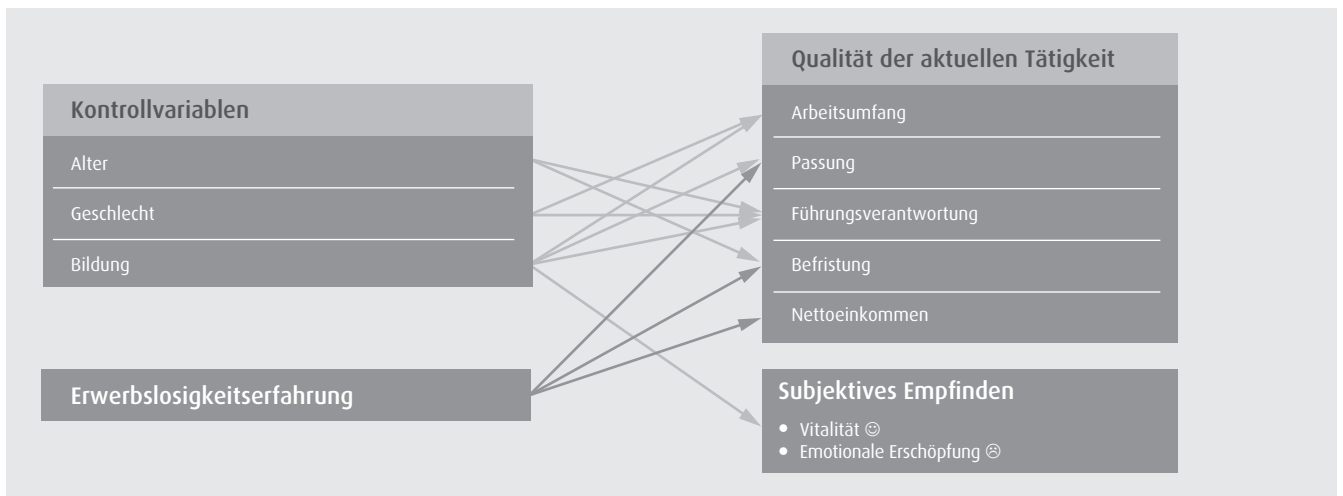 Kontrollvariablen
Alter
Geschlecht
Bildung
Erwerbslosigkeitserfahrung
Qualität der aktuellen Tätigkeit
Arbeitsumfang
Passung
Führungsverantwortung
Befristung
Nettoeinkommen
Subjektives Empfinden
• Vitalität ☺
• Emotionale Erschöpfung ☹